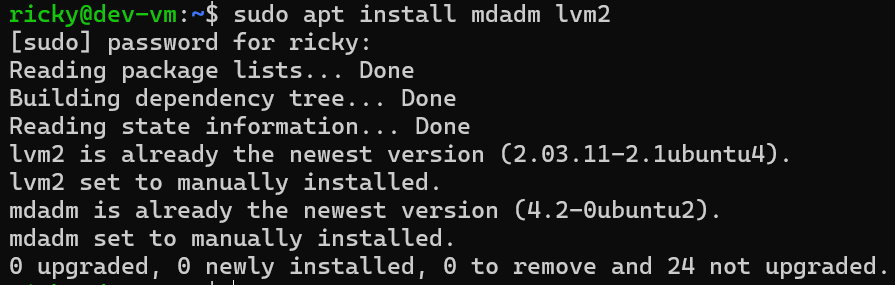 ricky@dev-vm:~$ sudo apt install mdadm lvm2
[sudo] password for ricky:
Reading package lists... Done
Building dependency tree... Done
Reading state information... Done
lvm2 is already the newest version (2.03.11-2.1ubuntu4).
lvm2 set to manually installed.
mdadm is already the newest version (4.2-0ubuntu2).
mdadm set to manually installed.
0 upgraded, 0 newly installed, 0 to remove and 24 not upgraded.